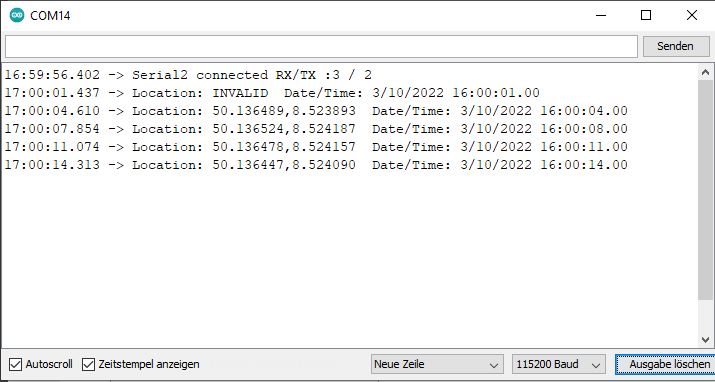 COM14
Senden
16:59:56.402 -> Serial2 connected RX/TX :3 / 2
17:00:01.437 -> Location: INVALID  Date/Time: 3/10/2022 16:00:01.00
17:00:04.610 -> Location: 50.136489,8.523893  Date/Time: 3/10/2022 16:00:04.00
17:00:07.854 -> Location: 50.136524,8.524187  Date/Time: 3/10/2022 16:00:08.00
17:00:11.074 -> Location: 50.136478,8.524157  Date/Time: 3/10/2022 16:00:11.00
17:00:14.313 -> Location: 50.136447,8.524090  Date/Time: 3/10/2022 16:00:14.00
Autoscroll Zeitstempel anzeigen Neue Zeile 115200 Baud Ausgabe löschen